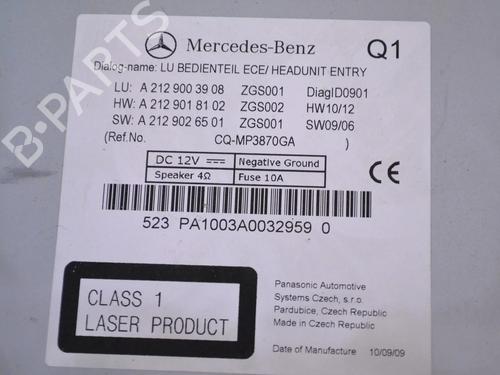 Mercedes-Benz Q1
Dialog-name: LU BEDIENTEIL ECE/ HEADUNIT ENTRY
LU: A 212 900 39 08 ZGS001 DiagID0901
HW: A 212 901 81 02 ZGS002 HW10/12
SW: A 212 902 65 01 ZGS001 SW09/06
(Ref.No. CQ-MP3870GA )
DC 12V Negative Ground
Speaker 4Ω Fuse 10A
CE
523 PA1003A0032959 0
CLASS 1
LASER PRODUCT
Panasonic Automotive
Systems Czech, s.r.o.
Pardubice, Czech Republic
Made in Czech Republic
Date of Manufacture 10/09/09
B-PARTS